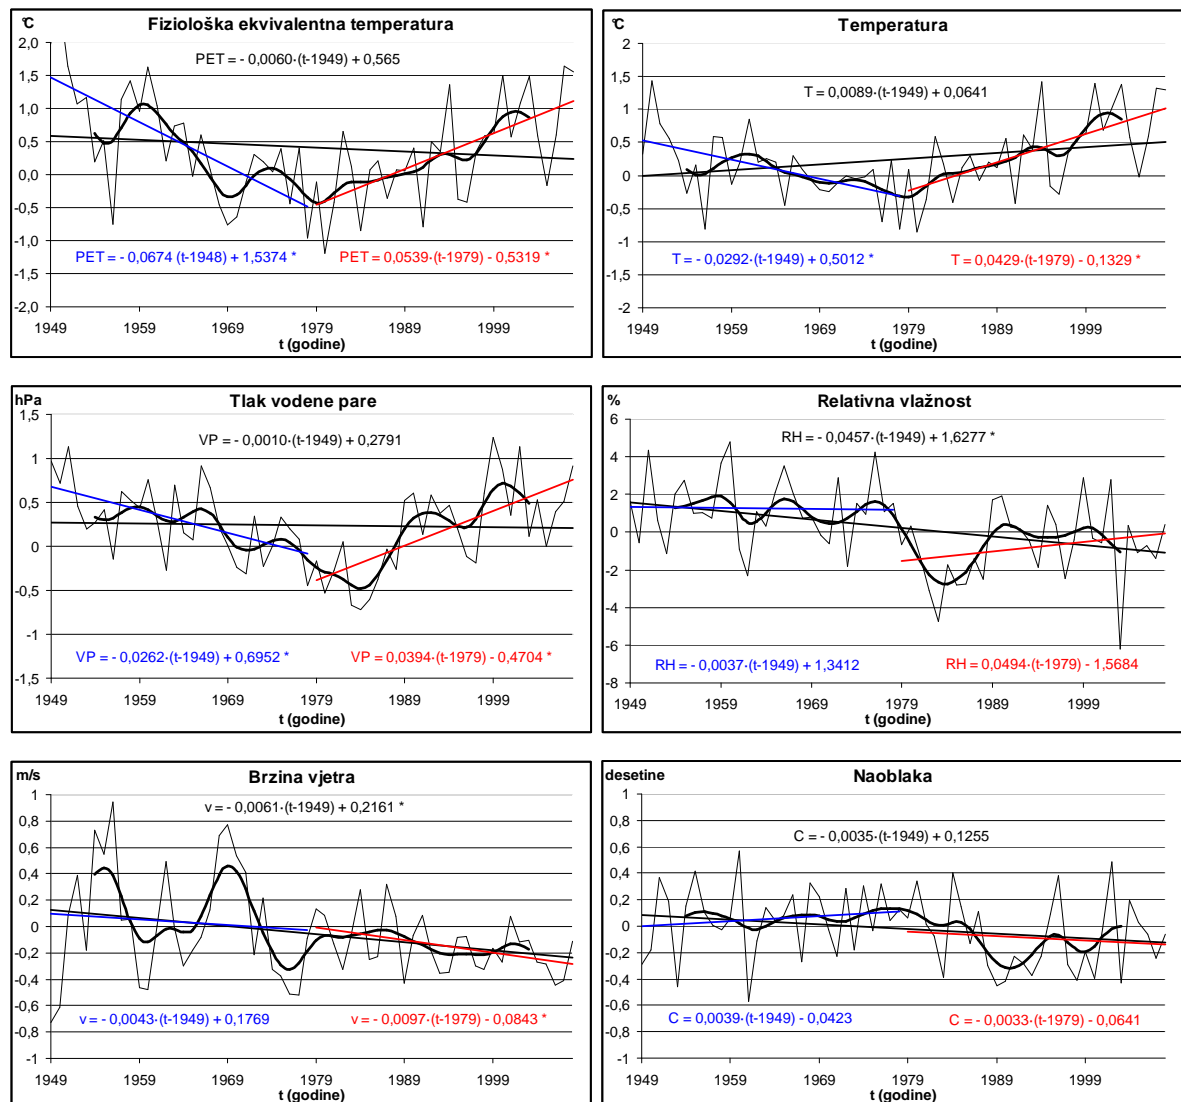 Fiziološka ekvivalentna temperatura
°C
PET = - 0,0060·(t-1949) + 0,565
2,0
1,5
1,0
0,5
0,0
-0,5
-1,0
-1,5
-2,0
PET = - 0,0674 (t-1948) + 1,5374 *
PET = 0,0539·(t-1979) - 0,5319 *
1949 1959 1969 1979 1989 1999
t (godine)
Temperatura
°C
T = 0,0089·(t-1949) + 0,0641
2
1,5
1
0,5
0
-0,5
-1
-1,5
-2
T = -0,0292·(t-1949) + 0,5012 *
T = 0,0429·(t-1979) - 0,1329 *
1949 1959 1969 1979 1989 1999
t (godine)
Tlak vodene pare
hPa
VP = - 0,0010·(t-1949) + 0,2791
1,5
1
0,5
0
-0,5
-1
-1,5
VP = - 0,0262·(t-1949) + 0,6952 *
VP = 0,0394·(t-1979) - 0,4704 *
1949 1959 1969 1979 1989 1999
t (godine)
Relativna vlažnost
%
RH = - 0,0457·(t-1949) + 1,6277 *
6
4
2
0
-2
-4
-6
-8
RH = - 0,0037·(t-1949) + 1,3412
RH = 0,0494·(t-1979) - 1,5684
1949 1959 1969 1979 1989 1999
t (godine)
Brzina vjetra
m/s
v = - 0,0061·(t-1949) + 0,2161 *
1
0,8
0,6
0,4
0,2
0
-0,2
-0,4
-0,6
-0,8
-1
v = - 0,0043·(t-1949) + 0,1769
v = - 0,0097·(t-1979) - 0,0843 *
1949 1959 1969 1979 1989 1999
t (godine)
Naoblaka
desetine
C = - 0,0035·(t-1949) + 0,1255
1
0,8
0,6
0,4
0,2
0
-0,2
-0,4
-0,6
-0,8
-1
C = 0,0039·(t-1949) - 0,0423
C = - 0,0033·(t-1979) - 0,0641
1949 1959 1969 1979 1989 1999
t (godine)